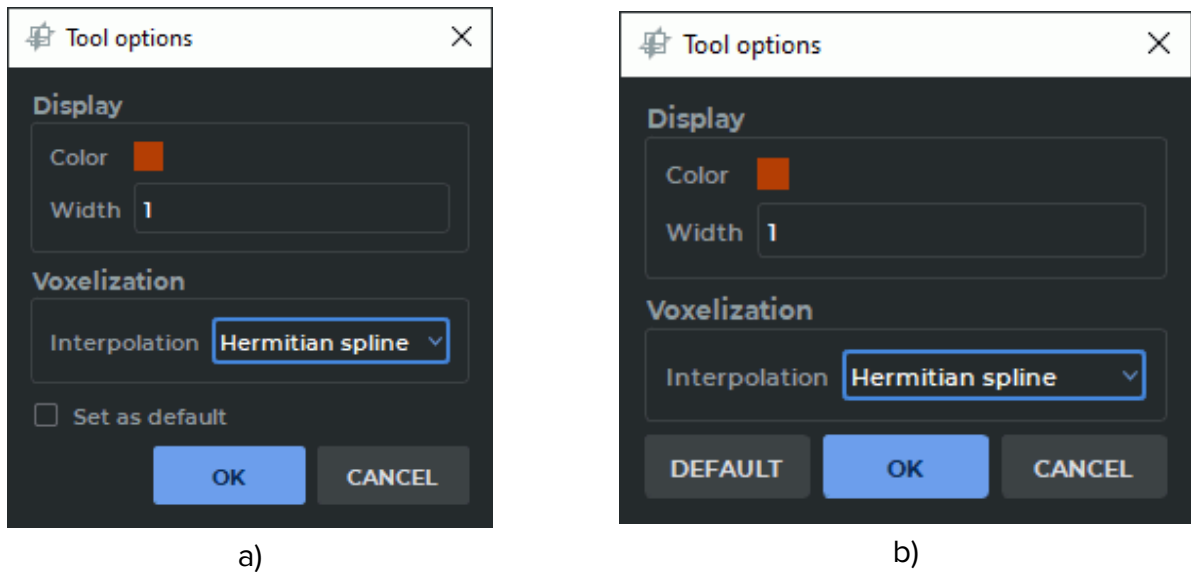 Tool options
Display
Color
Width 1
Voxelization
Interpolation Hermitian spline
Set as default
OK CANCEL
a)
Tool options
Display
Color
Width 1
Voxelization
Interpolation Hermitian spline
DEFAULT OK CANCEL
b)